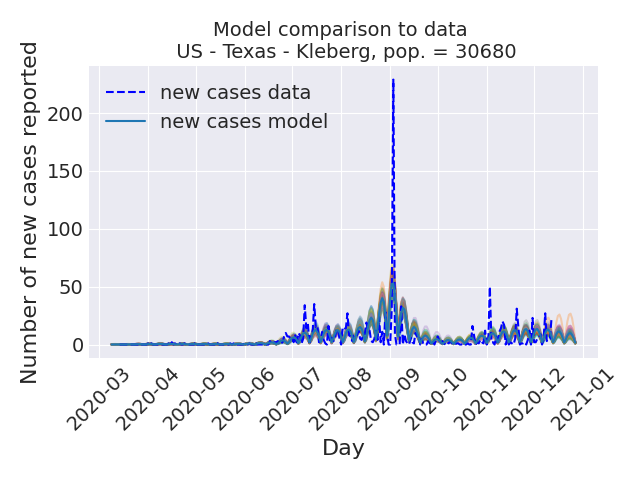 Model comparison to data
US - Texas - Kleberg, pop. = 30680
new cases data
new cases model
Number of new cases reported
200
150
100
50
0
2020-03
2020-04
2020-05
2020-06
2020-07
2020-08
2020-09
2020-10
2020-11
2020-12
2021-01
Day